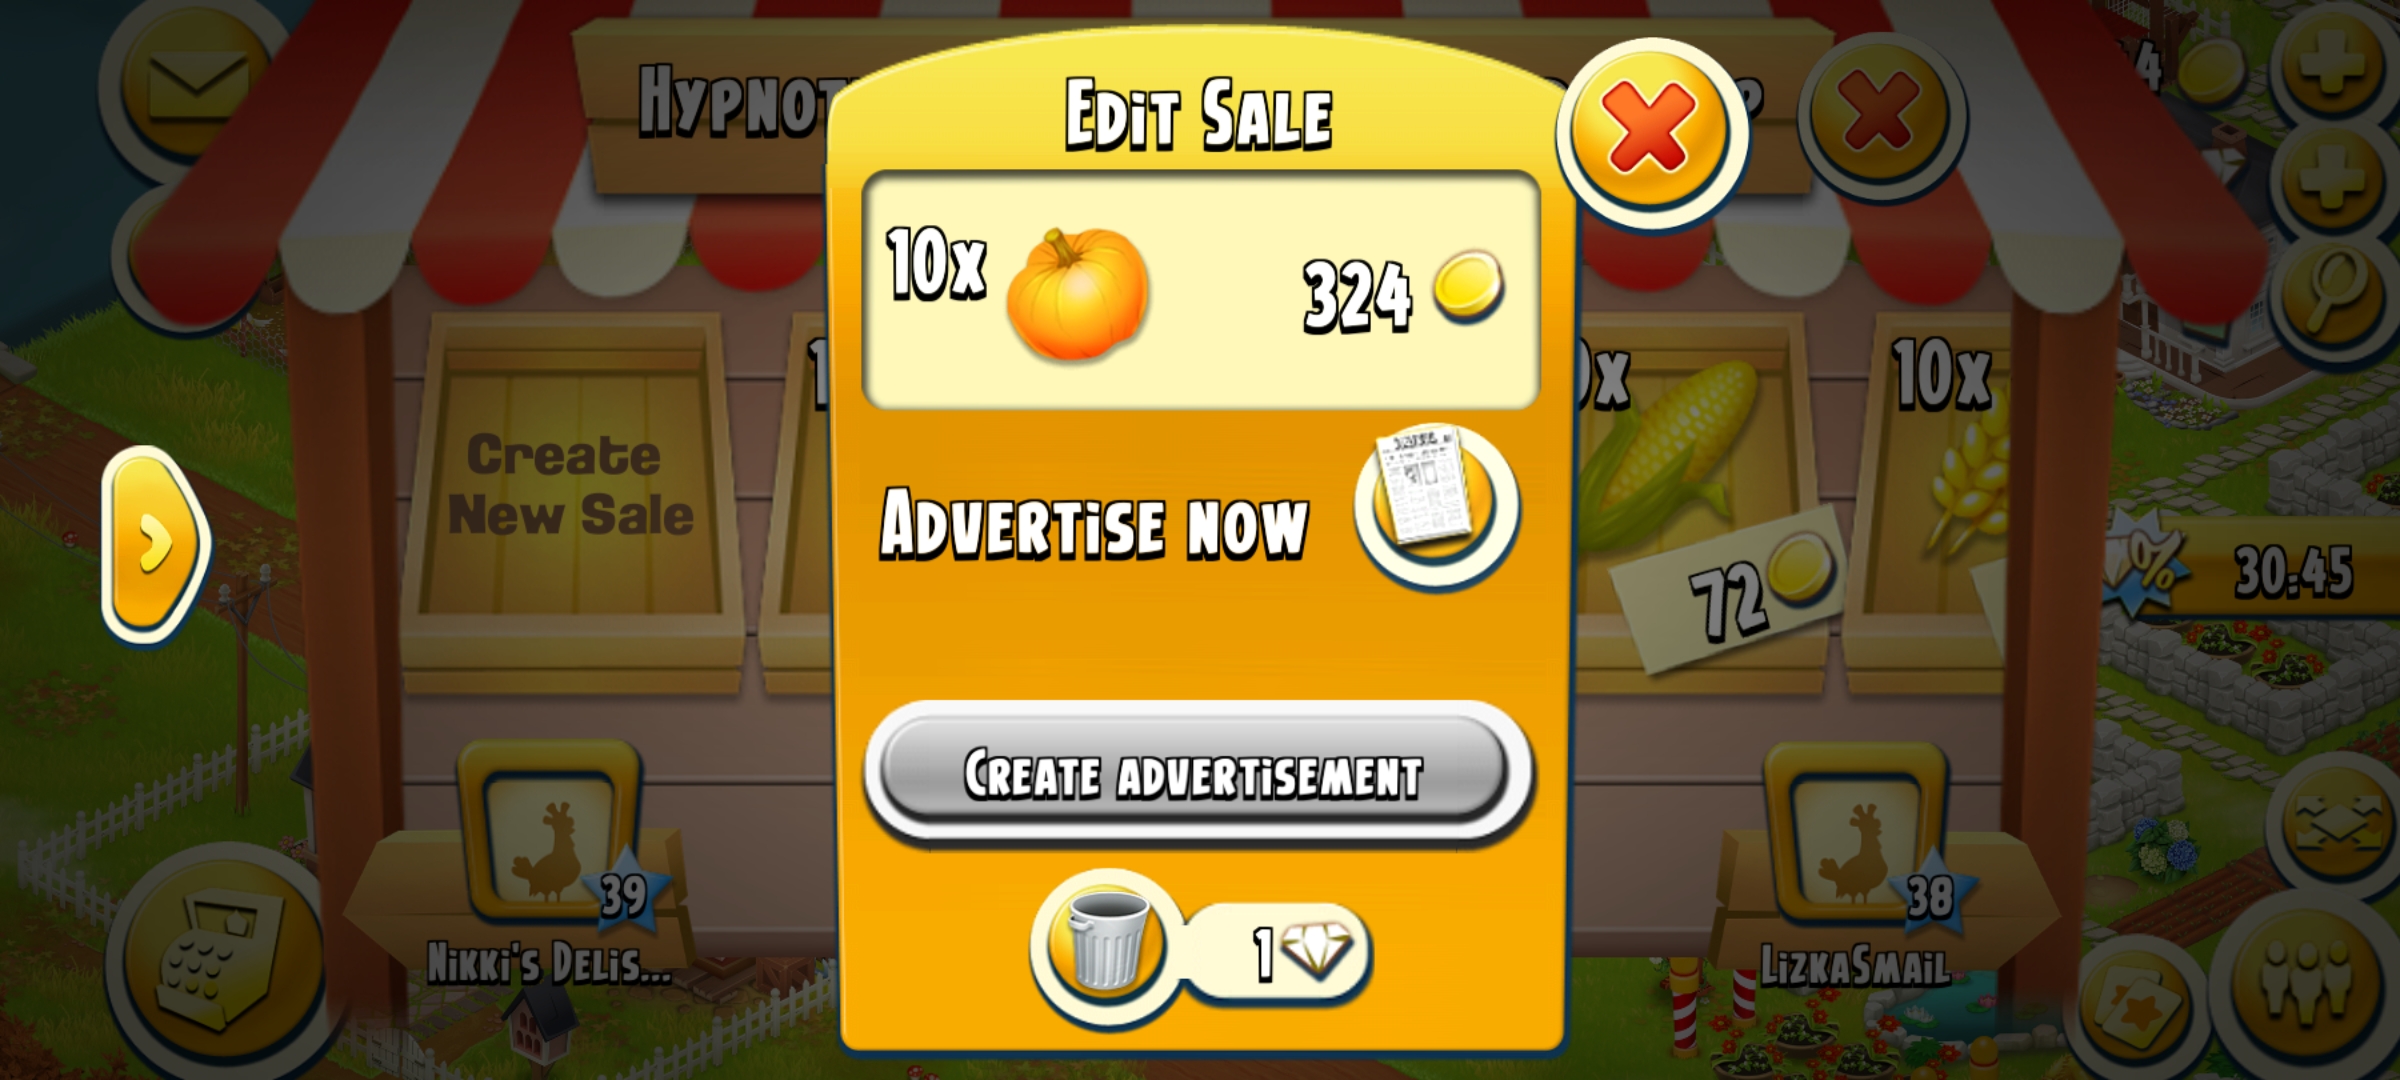 Edit Sale
10x
324
Advertise now
Create advertisement
1
Create
New Sale
72
10x
30:45
39
Nikki's Delis...
38
LizkaSmail